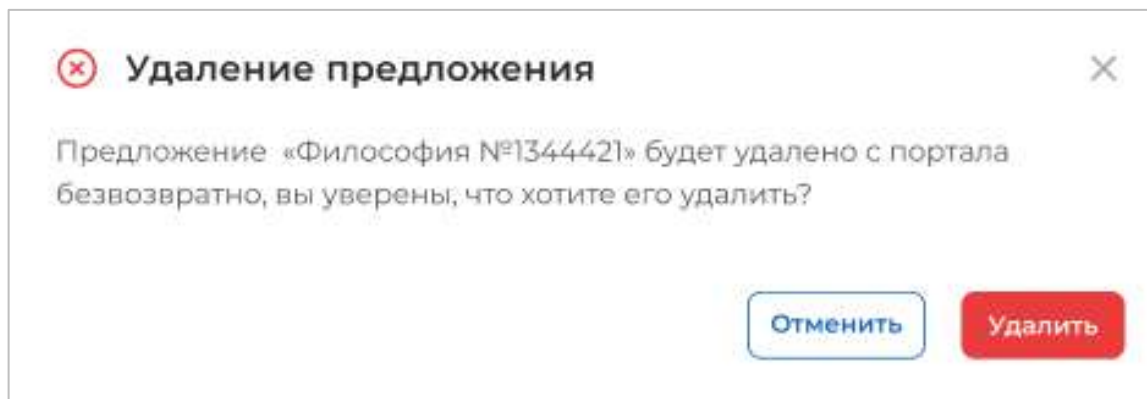 Удаление предложения
Предложение «Философия №1344421» будет удалено с портала
безвозвратно, вы уверены, что хотите его удалить?
Отменить Удалить